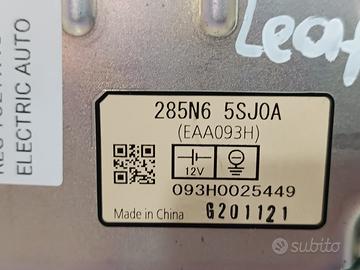 Leaf
ELECTRIC AUTO
285N6 5SJ0A
(EAA093H)
12V
093H0025449
Made in China G201121
subito